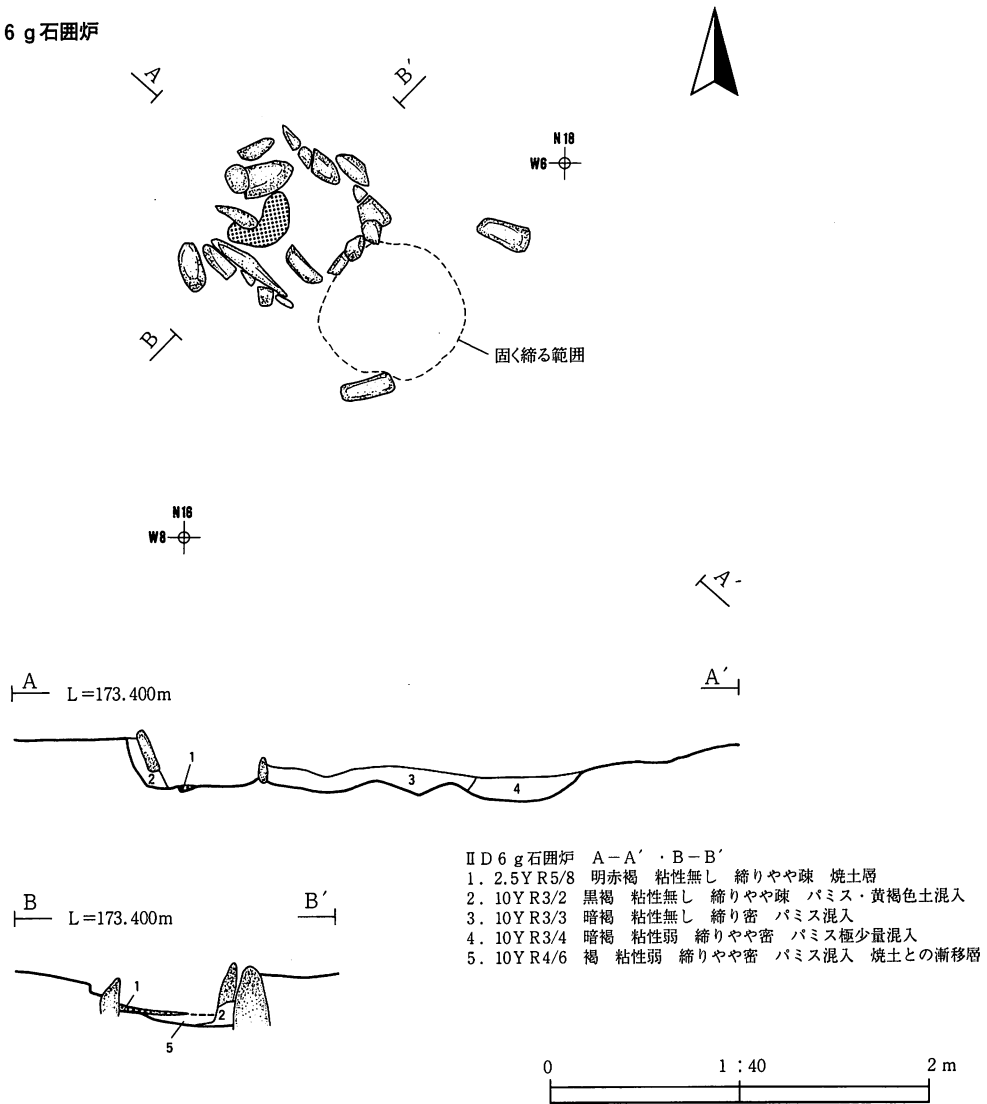 6 g石囲炉
A
B′
N18
W6
B
固く締る範囲
N16
W8
A-
A
L=173.400m
A′
1
2
3
4
ⅡD6g石囲炉 A-A′・B-B′
1. 2.5YR5/8 明赤褐 粘性無し 締りやや疎 焼土層
2. 10YR3/2 黒褐 粘性無し 締りやや疎 パミス・黄褐色土混入
3. 10YR3/3 暗褐 粘性無し 締り密 パミス混入
4. 10YR3/4 暗褐 粘性弱 締りやや密 パミス極少量混入
5. 10YR4/6 褐 粘性弱 締りやや密 パミス混入 焼土との漸移層
B
L=173.400m
B′
1
2
5
0 1:40 2m